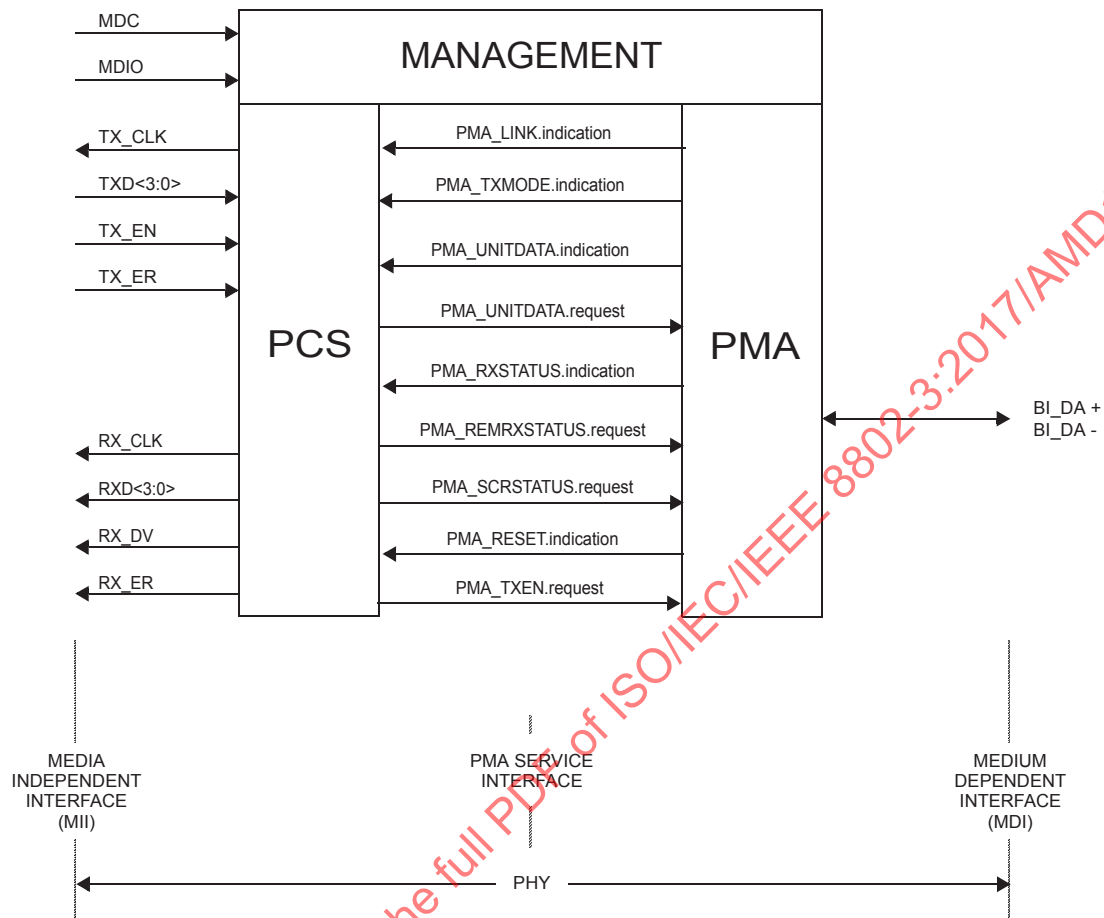 MDC
MDIO
MANAGEMENT
TX_CLK
TXD<3:0>
TX_EN
TX_ER
RX_CLK
RXD<3:0>
RX_DV
RX_ER
PCS
PMA_LINK.indication
PMA_TXMODE.indication
PMA_UNITDATA.indication
PMA_UNITDATA.request
PMA_RXSTATUS.indication
PMA_REMRXSTATUS.request
PMA_SCRSTATUS.request
PMA_RESET.indication
PMA_TXEN.request
PMA
BI_DA +
BI_DA -
MEDIA
INDEPENDENT
INTERFACE
(MII)
PMA SERVICE
INTERFACE
MEDIUM
DEPENDENT
INTERFACE
(MDI)
PHY
he full PDF of ISO/IEC/IEEE 8802-3:2017/AMD